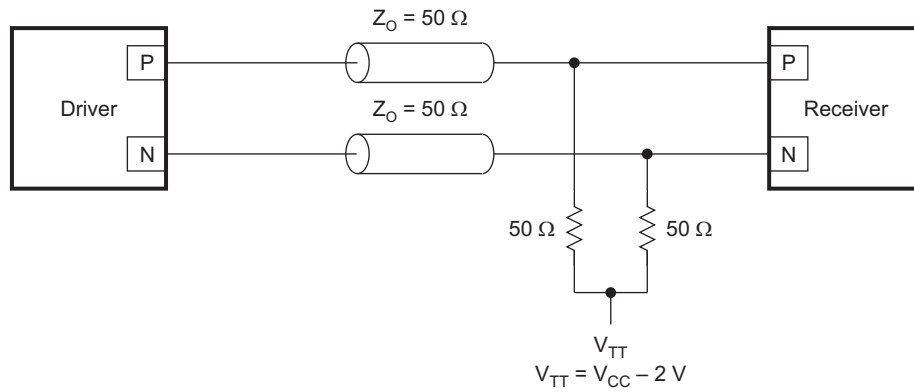 Z_O = 50 Ω
P
P
Driver
Z_O = 50 Ω
Receiver
N
N
50 Ω
50 Ω
V_TT
V_TT = V_CC – 2 V